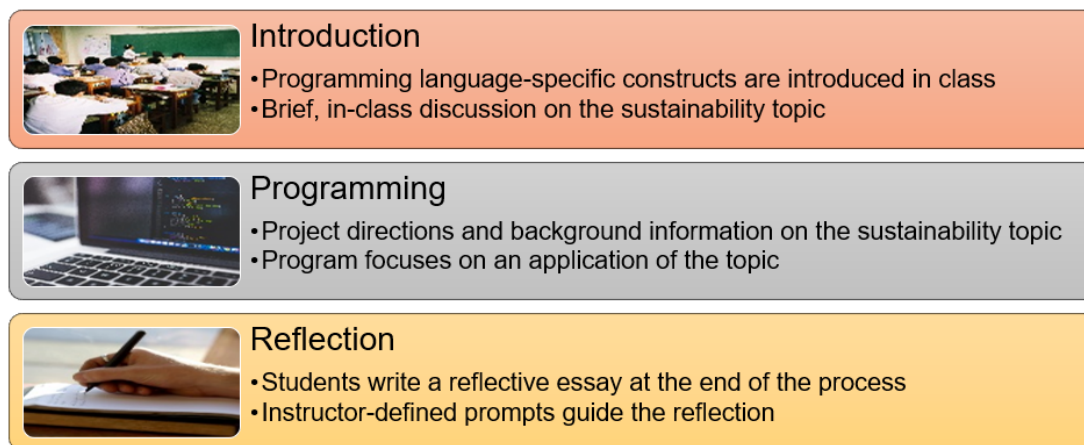 Introduction
•Programming language-specific constructs are introduced in class
•Brief, in-class discussion on the sustainability topic
Programming
•Project directions and background information on the sustainability topic
•Program focuses on an application of the topic
Reflection
•Students write a reflective essay at the end of the process
•Instructor-defined prompts guide the reflection